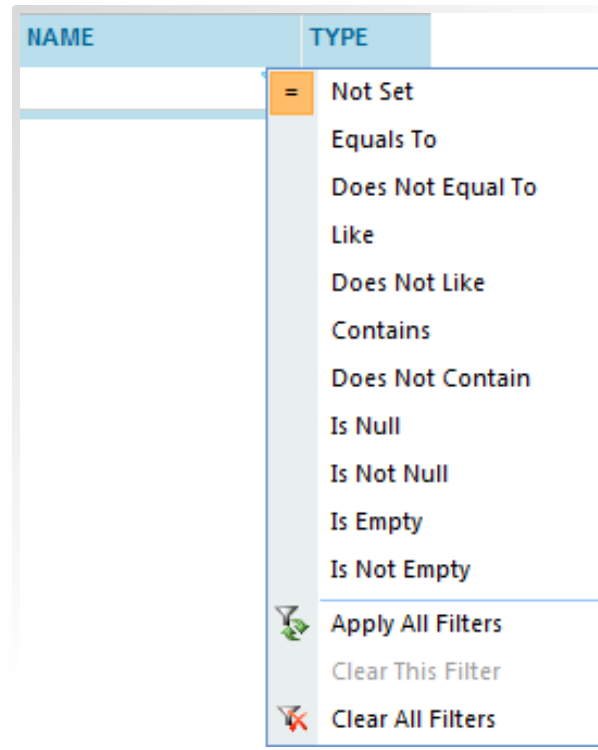 NAME TYPE
= Not Set
Equals To
Does Not Equal To
Like
Does Not Like
Contains
Does Not Contain
Is Null
Is Not Null
Is Empty
Is Not Empty
Apply All Filters
Clear This Filter
Clear All Filters